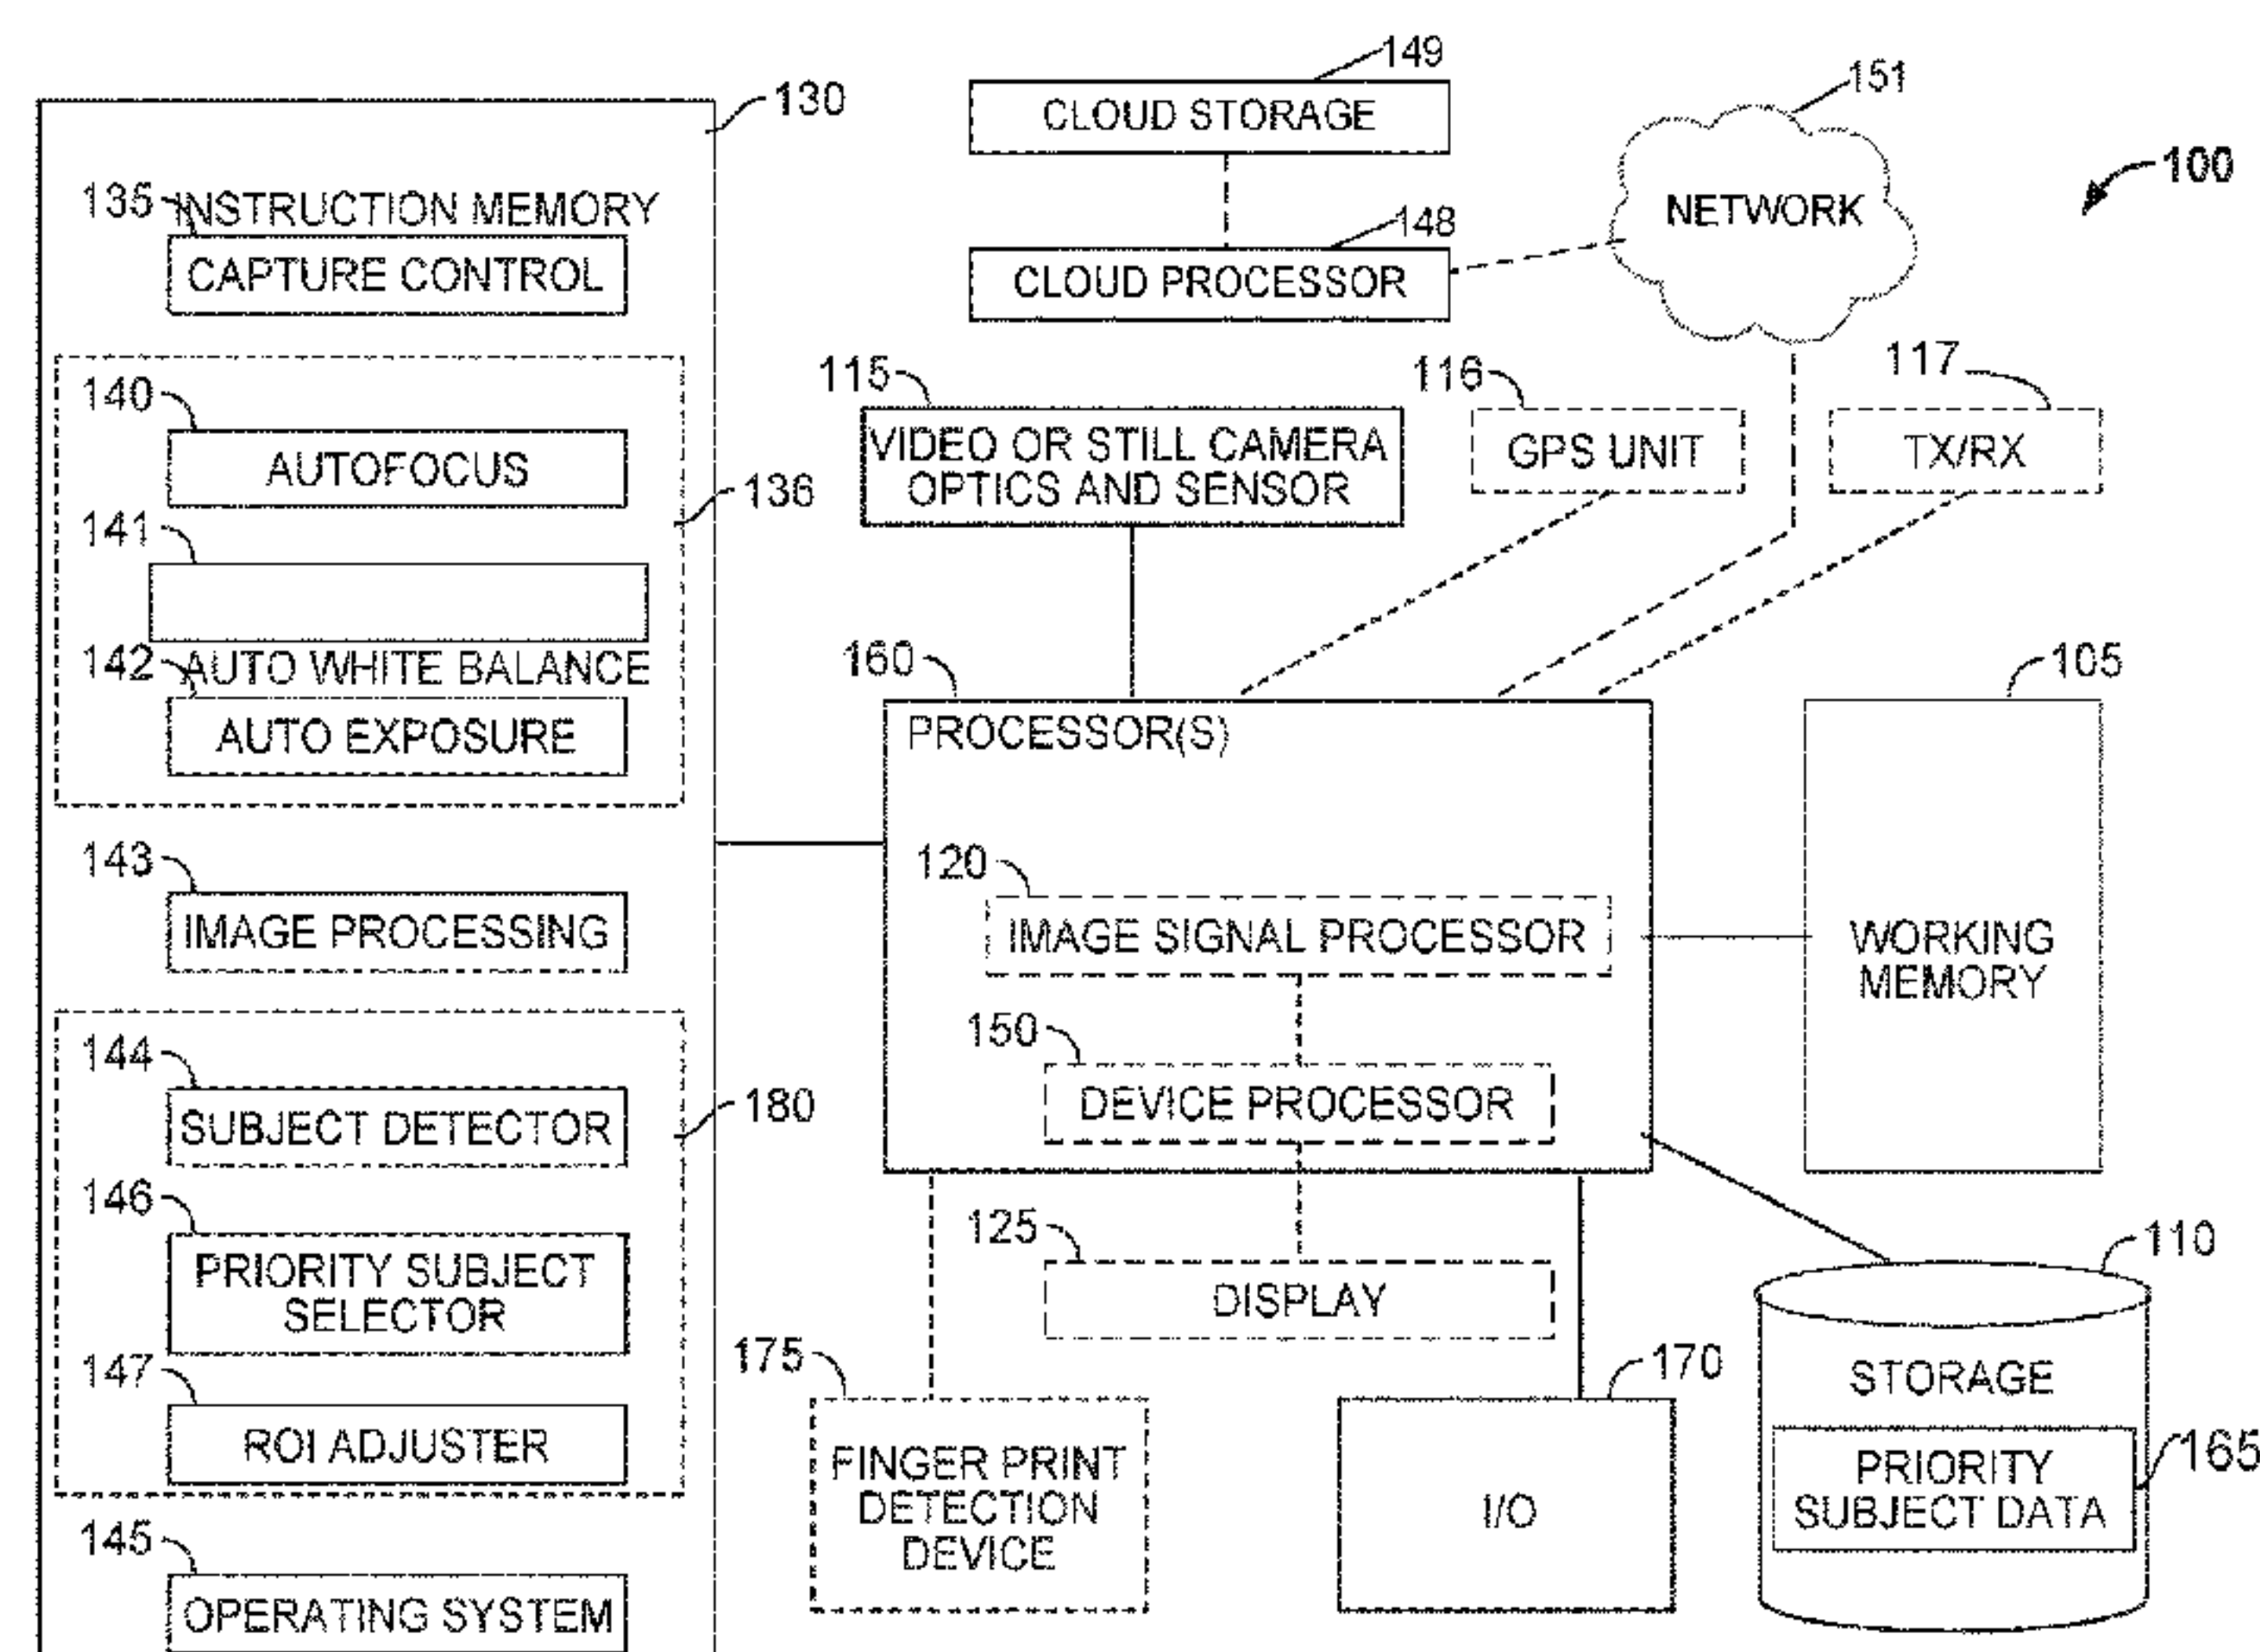 149
CLOUD STORAGE
151
130
100
NETWORK
135
INSTRUCTION MEMORY
148
CAPTURE CONTROL
CLOUD PROCESSOR
115
116
117
140
VIDEO OR STILL CAMERA
OPTICS AND SENSOR
GPS UNIT
TX/RX
AUTOFOCUS
136
141
142
AUTO WHITE BALANCE
160
105
AUTO EXPOSURE
PROCESSOR(S)
143
120
IMAGE PROCESSING
IMAGE SIGNAL PROCESSOR
WORKING
MEMORY
144
150
SUBJECT DETECTOR
180
DEVICE PROCESSOR
146
125
110
PRIORITY SUBJECT
SELECTOR
DISPLAY
147
175
170
STORAGE
ROI ADJUSTER
FINGER PRINT
DETECTION
DEVICE
I/O
165
PRIORITY
SUBJECT DATA
145
OPERATING SYSTEM